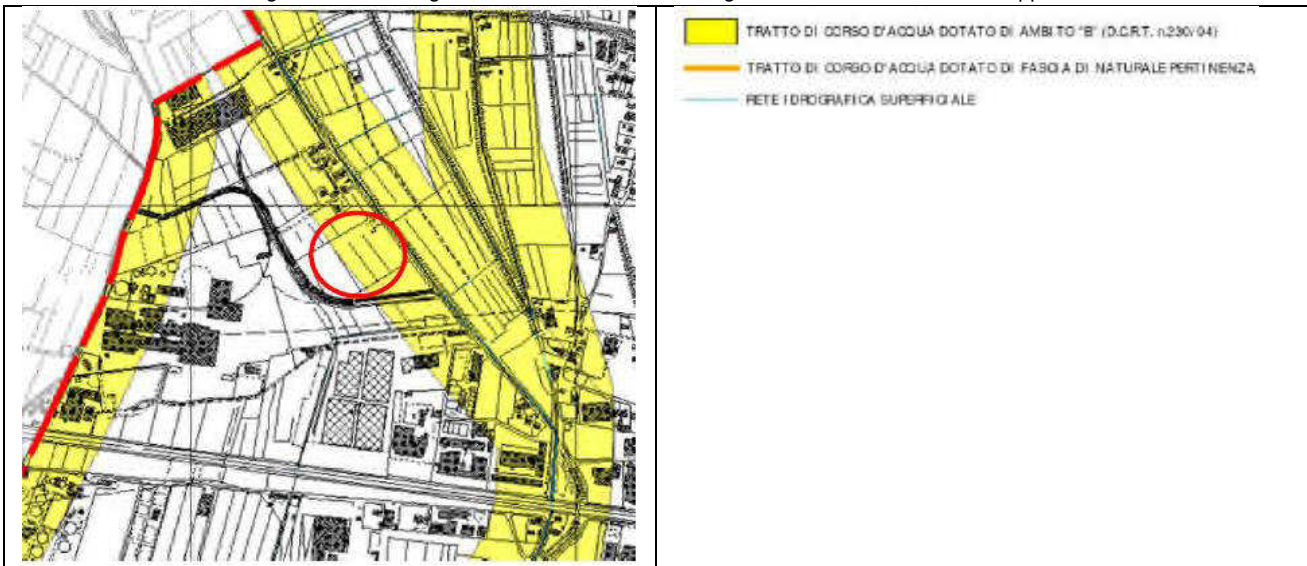 TRATTO DI CORSO D'ACQUA DOTATO DI AMBITO "B" (D.C.R.T. n.230/94)
TRATTO DI CORSO D'ACQUA DOTATO DI FASCIA DI NATURALE PERTINENZA
RETE IDROGRAFICA SUPERFICIALE